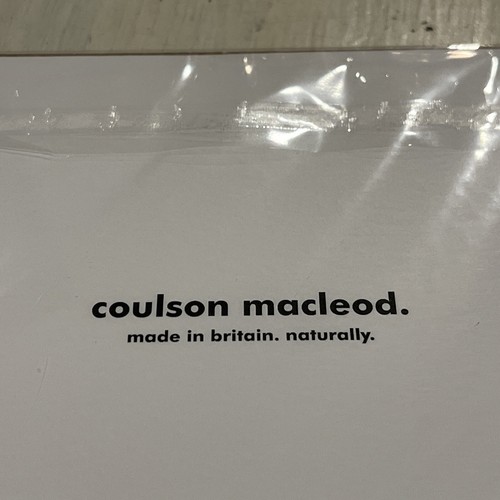 coulson macleod.
made in britain. naturally.